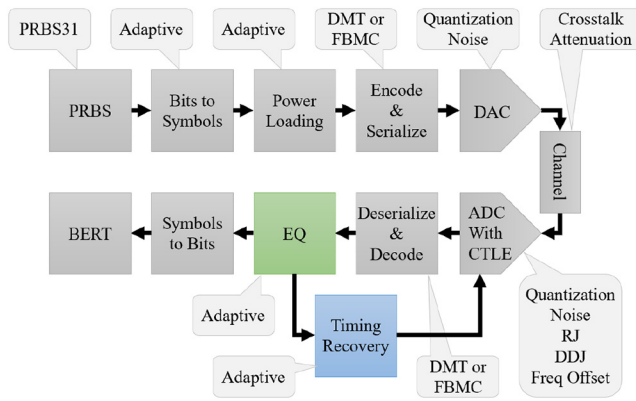 PRBS31
Adaptive
Adaptive
DMT or
FBMC
Quantization
Noise
Crosstalk
Attenuation
PRBS
Bits to
Symbols
Power
Loading
Encode
&
Serialize
DAC
Channel
BERT
Symbols
to Bits
EQ
Deserialize
&
Decode
ADC
With
CTLE
Adaptive
Timing
Recovery
Adaptive
DMT or
FBMC
Quantization
Noise
RJ
DDJ
Freq Offset